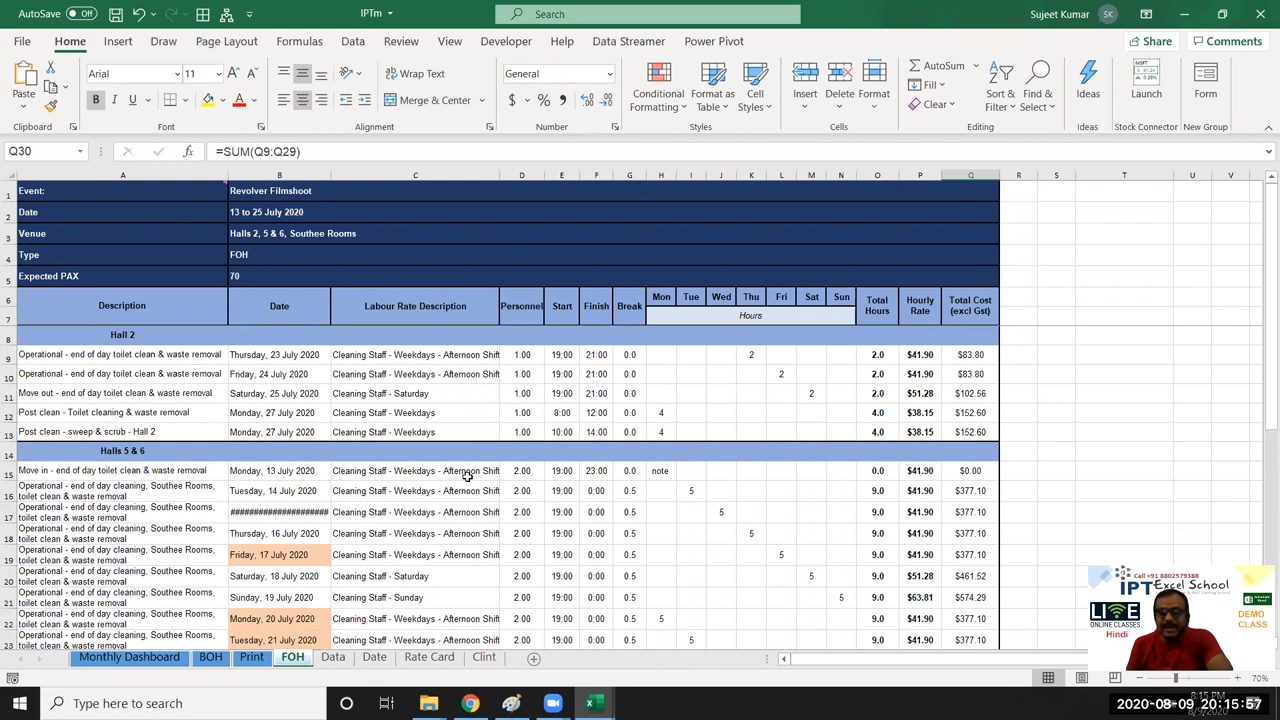 AutoSave Off IPTm Search Sujeet Kumar SK
File Home Insert Draw Page Layout Formulas Data Review View Developer Help Data Streamer Power Pivot Share Comments
Paste Arial 11 Wrap Text General AutoSum
Fill
Clear
B I U A Merge & Center $ % Conditional Formatting Format as Table Cell Styles Insert Delete Format Sort & Filter Find & Select Ideas Launch Form
Clipboard Font Alignment Number Styles Cells Editing Ideas Stock Connector New Group
Q30 fx =SUM(Q9:Q29)
A B C D E F G H I J K L M N O P Q R S T U V
1 Event: Revolver Filmshoot
2 Date 13 to 25 July 2020
3 Venue Halls 2, 5 & 6, Southee Rooms
4 Type FOH
5 Expected PAX 70
6 Description Date Labour Rate Description Personnel Start Finish Break Mon Tue Wed Thu Fri Sat Sun Total Hours Hourly Rate Total Cost (excl Gst)
7 Hours
8 Hall 2
9 Operational - end of day toilet clean & waste removal Thursday, 23 July 2020 Cleaning Staff - Weekdays - Afternoon Shift 1.00 19:00 21:00 0.0 2 2.0 $41.90 $83.80
10 Operational - end of day toilet clean & waste removal Friday, 24 July 2020 Cleaning Staff - Weekdays - Afternoon Shift 1.00 19:00 21:00 0.0 2 2.0 $41.90 $83.80
11 Move out - end of day toilet clean & waste removal Saturday, 25 July 2020 Cleaning Staff - Saturday 1.00 19:00 21:00 0.0 2 2.0 $51.28 $102.56
12 Post clean - Toilet cleaning & waste removal Monday, 27 July 2020 Cleaning Staff - Weekdays 1.00 8:00 12:00 0.0 4 4.0 $38.15 $152.60
13 Post clean - sweep & scrub - Hall 2 Monday, 27 July 2020 Cleaning Staff - Weekdays 1.00 10:00 14:00 0.0 4 4.0 $38.15 $152.60
14 Halls 5 & 6
15 Move in - end of day toilet clean & waste removal Monday, 13 July 2020 Cleaning Staff - Weekdays - Afternoon Shift 2.00 19:00 23:00 0.0 note 0.0 $41.90 $0.00
16 Operational - end of day cleaning, Southee Rooms, toilet clean & waste removal Tuesday, 14 July 2020 Cleaning Staff - Weekdays - Afternoon Shift 2.00 19:00 0:00 0.5 5 9.0 $41.90 $377.10
17 Operational - end of day cleaning, Southee Rooms, toilet clean & waste removal #################### Cleaning Staff - Weekdays - Afternoon Shift 2.00 19:00 0:00 0.5 5 9.0 $41.90 $377.10
18 Operational - end of day cleaning, Southee Rooms, toilet clean & waste removal Thursday, 16 July 2020 Cleaning Staff - Weekdays - Afternoon Shift 2.00 19:00 0:00 0.5 5 9.0 $41.90 $377.10
19 Operational - end of day cleaning, Southee Rooms, toilet clean & waste removal Friday, 17 July 2020 Cleaning Staff - Weekdays - Afternoon Shift 2.00 19:00 0:00 0.5 5 9.0 $41.90 $377.10
20 Operational - end of day cleaning, Southee Rooms, toilet clean & waste removal Saturday, 18 July 2020 Cleaning Staff - Saturday 2.00 19:00 0:00 0.5 5 9.0 $51.28 $461.52
21 Operational - end of day cleaning, Southee Rooms, toilet clean & waste removal Sunday, 19 July 2020 Cleaning Staff - Sunday 2.00 19:00 0:00 0.5 5 9.0 $63.81 $574.29
22 Operational - end of day cleaning, Southee Rooms, toilet clean & waste removal Monday, 20 July 2020 Cleaning Staff - Weekdays - Afternoon Shift 2.00 19:00 0:00 0.5 5 9.0 $41.90 $377.10
23 Operational - end of day cleaning, Southee Rooms, toilet clean & waste removal Tuesday, 21 July 2020 Cleaning Staff - Weekdays - Afternoon Shift 2.00 19:00 0:00 0.5 5 9.0 $41.90 $377.10
Call +91 8802579388
IPT Excel School
LIVE ONLINE CLASSES Hindi
DEMO CLASS
Monthly Dashboard BOH Print FOH Data Date Rate Card Clint
70%
Type here to search
8:15 PM
8/9/2020
2020-08-09 20:15:57